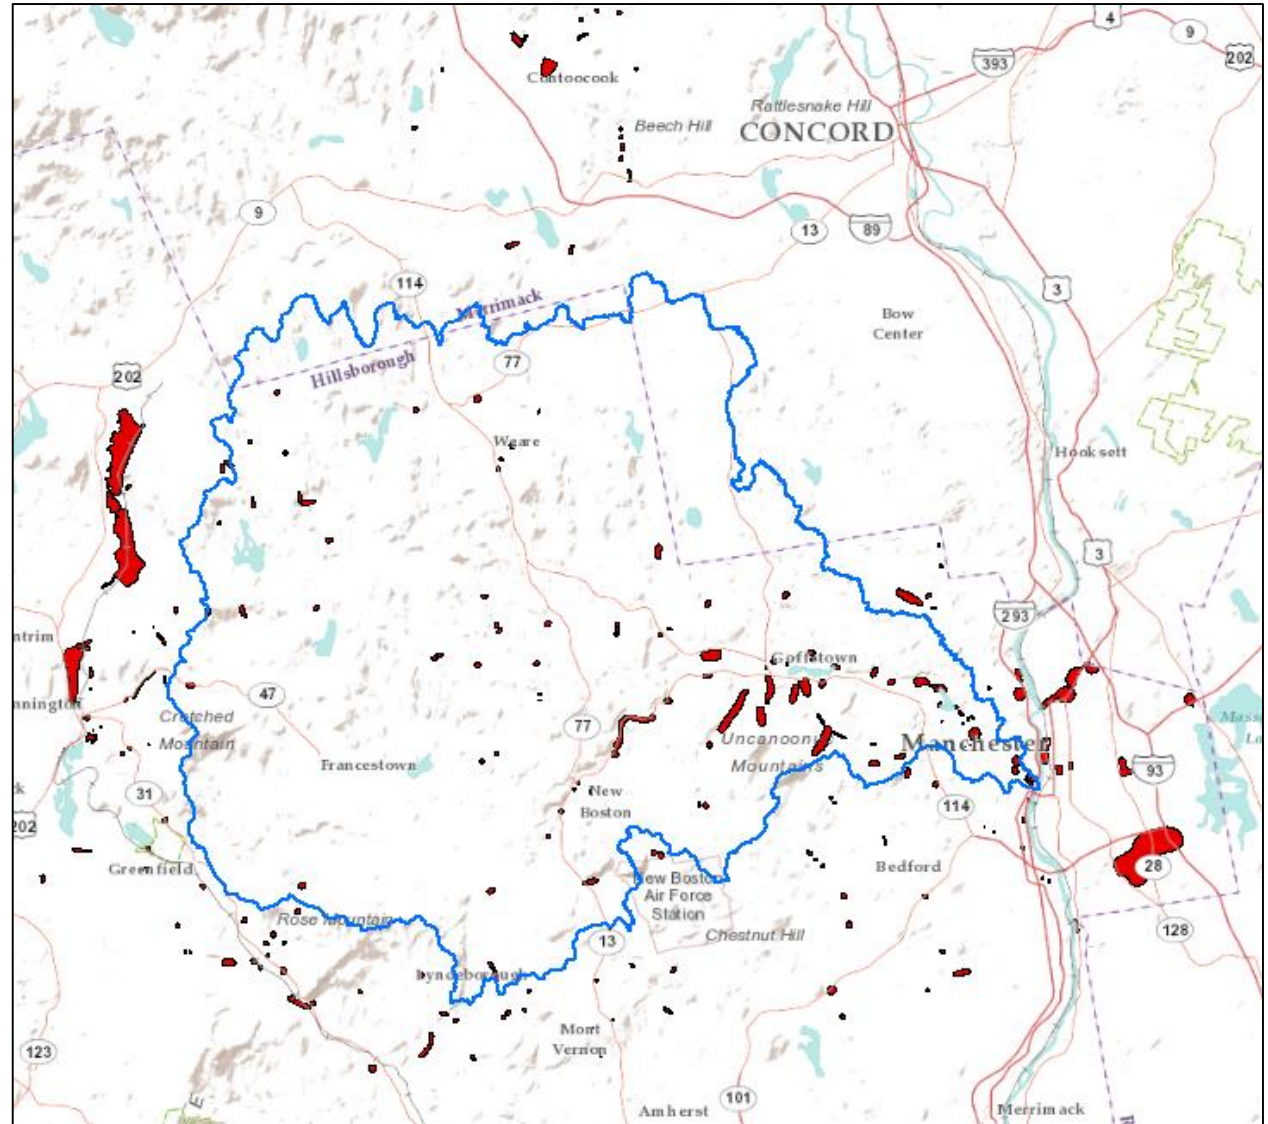 4
9
202
393
Contoocook
Rattlesnake Hill
CONCORD
Beech Hill
9
13
89
114
3
Merrimack
Bow
Center
77
Hillsborough
202
Weare
Hooksett
3
293
ntrim
Goffstown
47
nnington
77
Crotched
Mountain
Uncanoonu
Mountains
Manchester
Francestown
93
31
New
Boston
114
202
Greenfield
Bedford
28
New Boston
Air Force
Station
Rose Mountain
13
Chestnut Hill
128
Lyndeborough
Mont
Vernon
123
101
Amherst
Merrimack
E